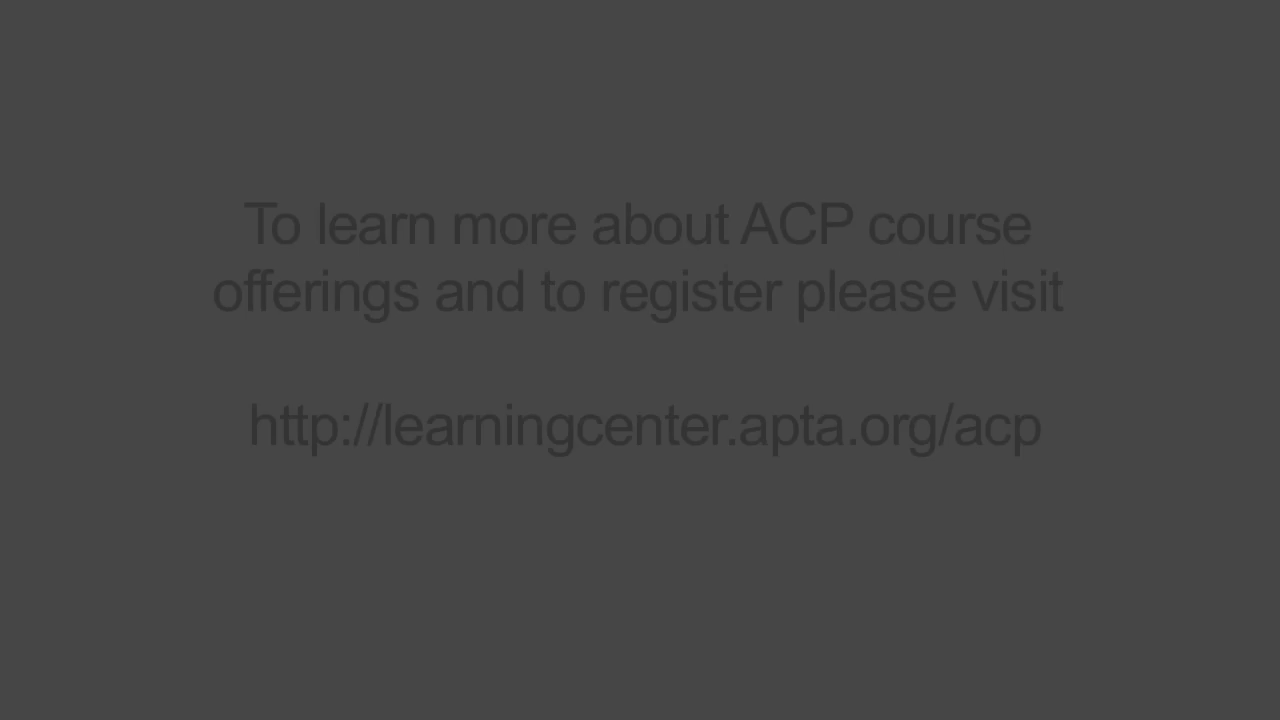 To learn more about ACP course
offerings and to register please visit
http://learningcenter.apta.org/acp